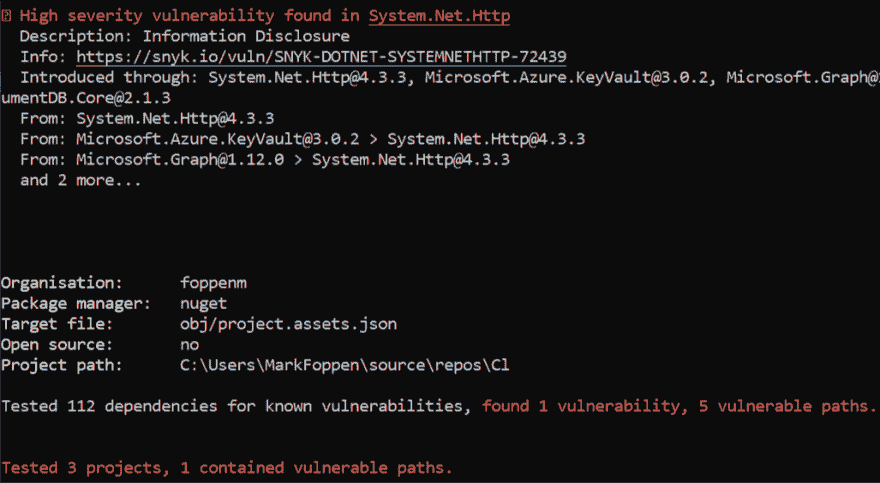 High severity vulnerability found in System.Net.Http
Description: Information Disclosure
Info: https://snyk.io/vuln/SNYK-DOTNET-SYSTEMNETHTTP-72439
Introduced through: System.Net.Http@4.3.3, Microsoft.Azure.KeyVault@3.0.2, Microsoft.Graph@
umentDB.Core@2.1.3
From: System.Net.Http@4.3.3
From: Microsoft.Azure.KeyVault@3.0.2 > System.Net.Http@4.3.3
From: Microsoft.Graph@1.12.0 > System.Net.Http@4.3.3
and 2 more...
Organisation: foppenm
Package manager: nuget
Target file: obj/project.assets.json
Open source: no
Project path: C:\Users\MarkFoppen\source\repos\Cl
Tested 112 dependencies for known vulnerabilities, found 1 vulnerability, 5 vulnerable paths.
Tested 3 projects, 1 contained vulnerable paths.